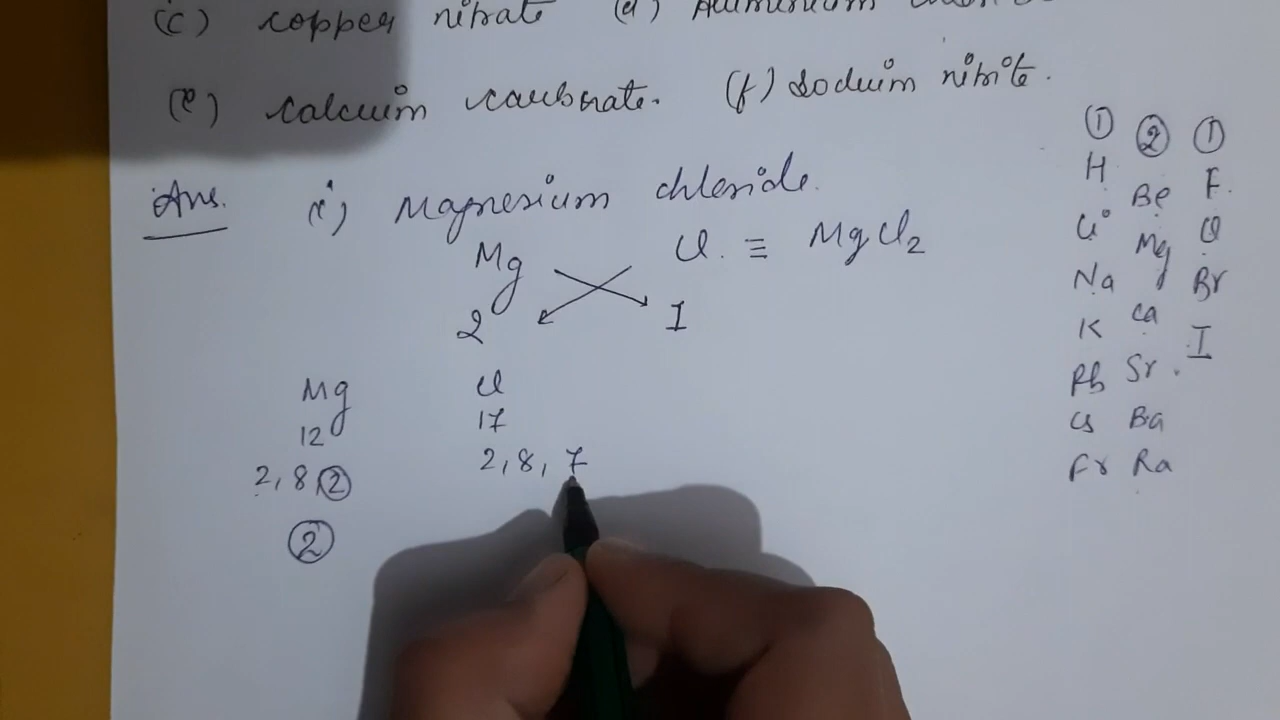 (c) copper nitrate (d) Aluminium
(e) calcium carbonate. (f) Sodium nitrite.
Ans. (i) Magnesium chloride.
Mg Cl ≡ MgCl2
2 1
Mg Cl
12 17
2, 8, 2 2, 8, 7
2
1 2 1
H Be F
Li Mg Cl
Na Ca Br
K Sr I
Rb Ba
Cs Ra
Fr